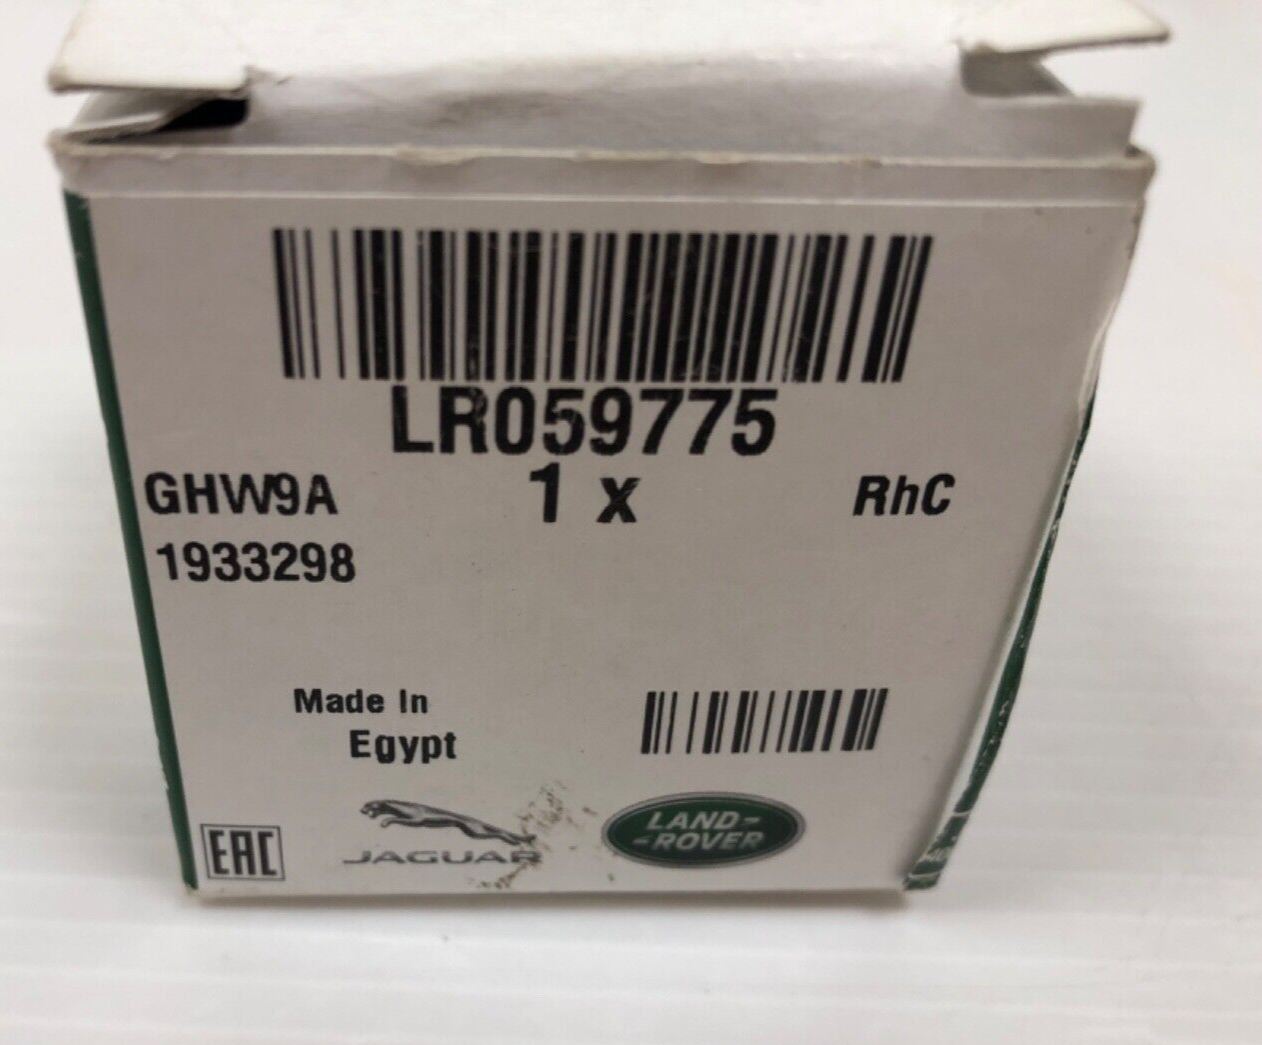 LR059775
GHW9A 1 x RhC
1933298
Made In
Egypt
EAC
JAGUAR
LAND-
-ROVER